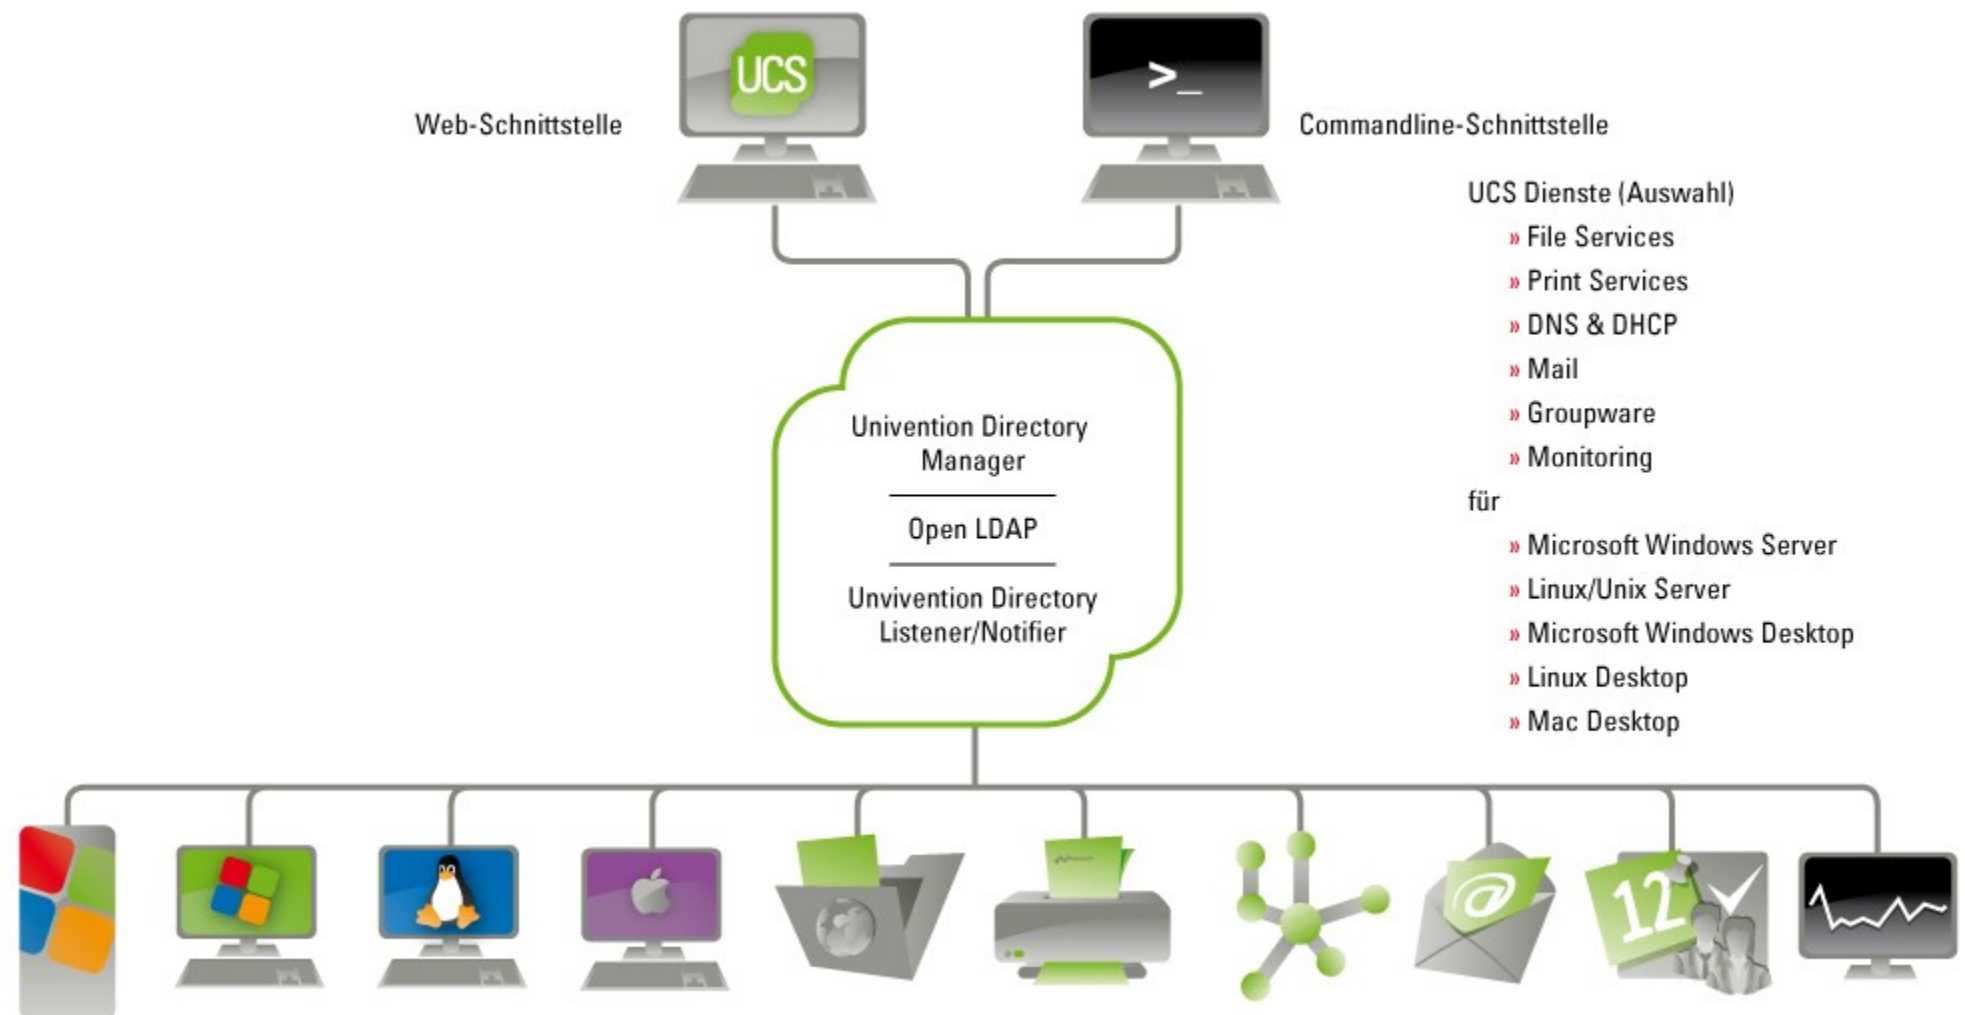 UCS
>_
Web-Schnittstelle
Commandline-Schnittstelle
UCS Dienste (Auswahl)
» File Services
» Print Services
» DNS & DHCP
» Mail
» Groupware
» Monitoring
für
» Microsoft Windows Server
» Linux/Unix Server
» Microsoft Windows Desktop
» Linux Desktop
» Mac Desktop
Univention Directory
Manager
Open LDAP
Unvivention Directory
Listener/Notifier
@
12